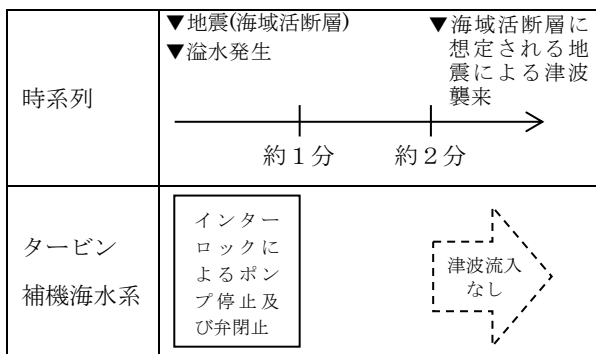 ▼地震(海域活断層)
▼溢水発生
▼海域活断層に
想定される地
震による津波
襲来
時系列
約１分
約２分
タービン
補機海水系
インター
ロックに
よるポン
プ停止及
び弁閉止
津波流入
なし